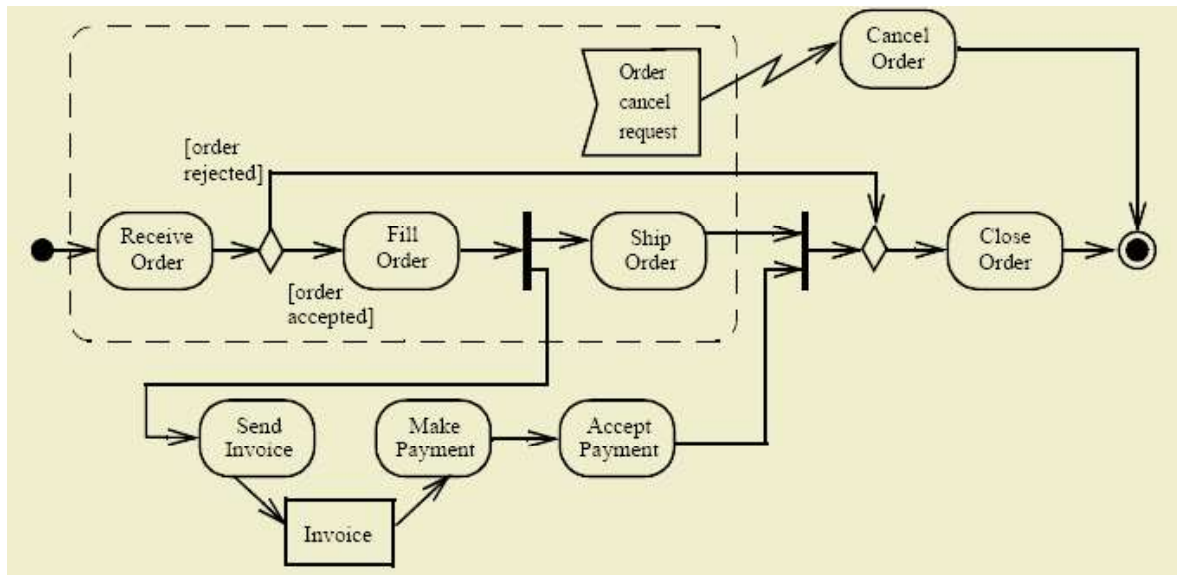 Cancel
Order
Order
cancel
request
[order
rejected]
Receive
Order
Fill
Order
Ship
Order
Close
Order
[order
accepted]
Send
Invoice
Make
Payment
Accept
Payment
Invoice